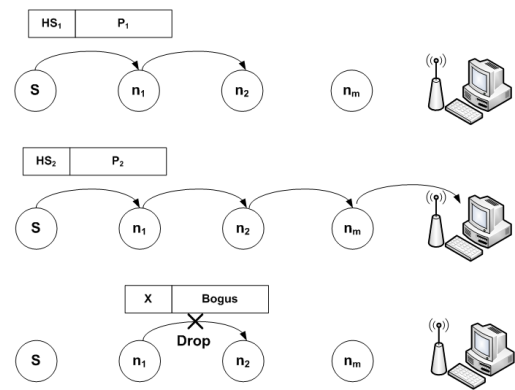 HS₁ P₁
S n₁ n₂ nₘ
HS₂ P₂
S n₁ n₂ nₘ
X Bogus
Drop
S n₁ n₂ nₘ